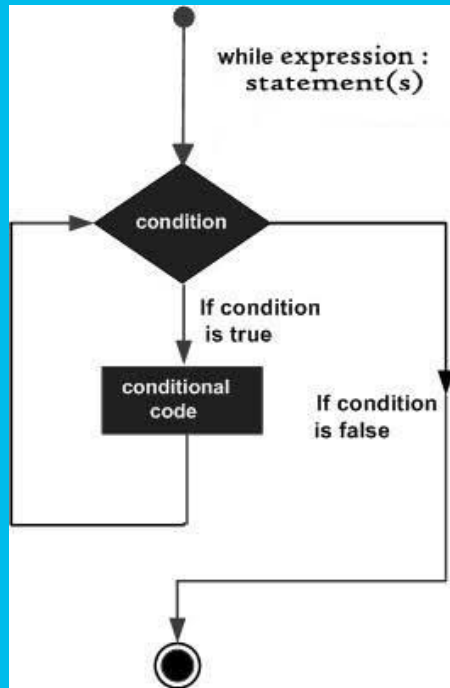 while expression :
statement(s)
condition
If condition
is true
conditional
code
If condition
is false